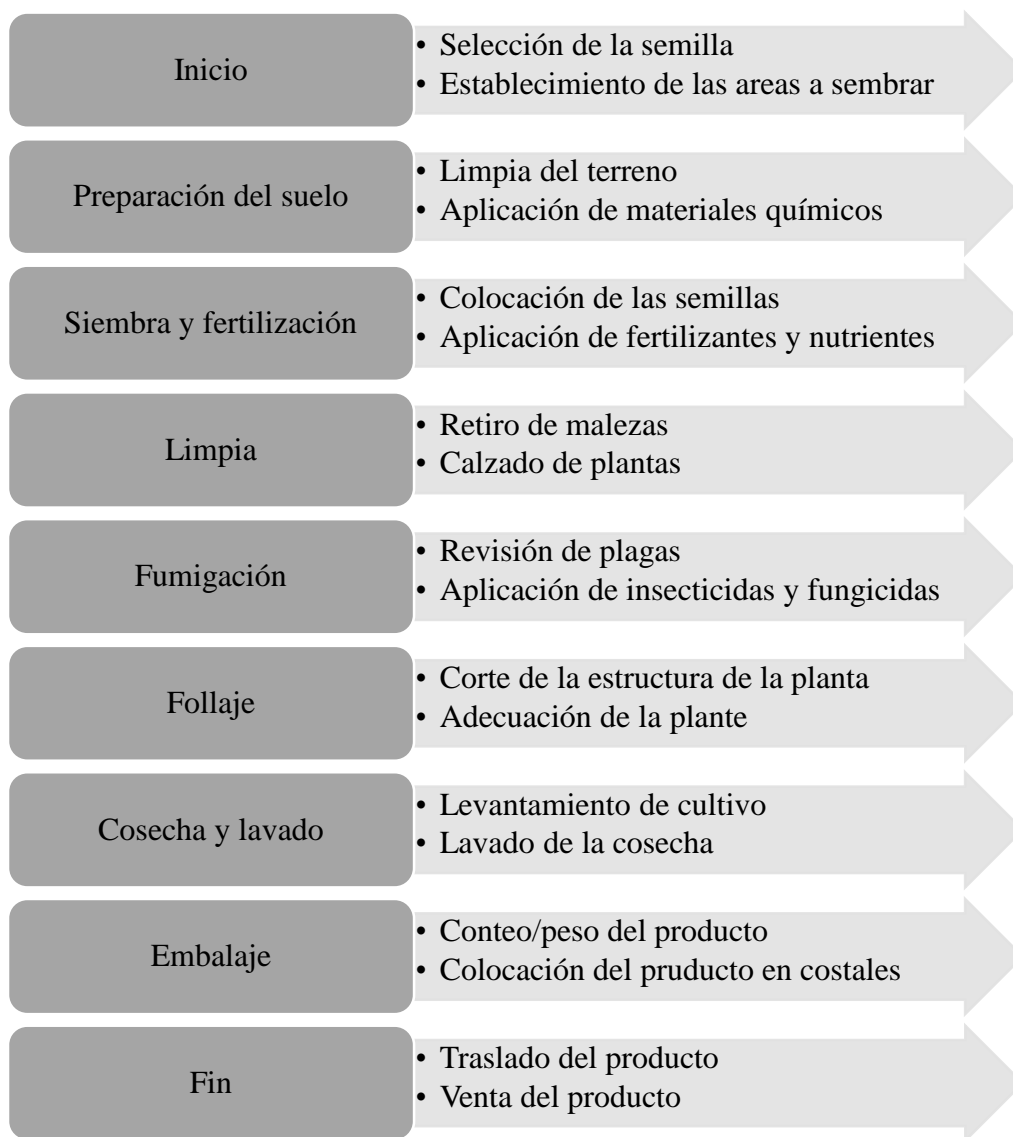 Inicio
• Selección de la semilla
• Establecimiento de las areas a sembrar
Preparación del suelo
• Limpia del terreno
• Aplicación de materiales químicos
Siembra y fertilización
• Colocación de las semillas
• Aplicación de fertilizantes y nutrientes
Limpia
• Retiro de malezas
• Calzado de plantas
Fumigación
• Revisión de plagas
• Aplicación de insecticidas y fungicidas
Follaje
• Corte de la estructura de la planta
• Adecuación de la plante
Cosecha y lavado
• Levantamiento de cultivo
• Lavado de la cosecha
Embalaje
• Conteo/peso del producto
• Colocación del pruducto en costales
Fin
• Traslado del producto
• Venta del producto